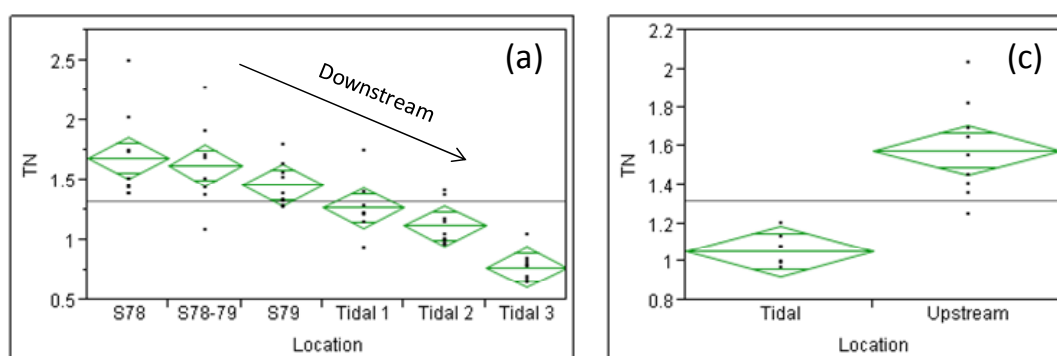 (a)
Downstream
TN
2.5
2
1.5
1
0.5
S78
S78-79
S79
Tidal 1
Tidal 2
Tidal 3
Location
(c)
TN
2.2
2
1.8
1.6
1.4
1.2
1
0.8
Tidal
Upstream
Location